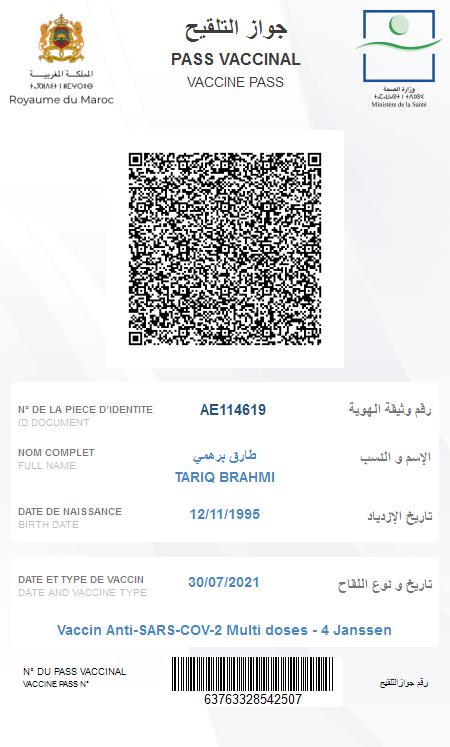 جواز التلقيح
PASS VACCINAL
VACCINE PASS
المملكة المغربية
ⵜⴰⴳⵍⴷⵉⵜ ⵏ ⵍⵎⵖⵔⵉⴱ
Royaume du Maroc
وزارة الصحة
ⵜⴰⵎⴰⵡⴰⵙⵜ ⵏ ⵜⴷⵓⵙⵉ
Ministère de la Santé
N° DE LA PIECE D'IDENTITE AE114619 رقم وثيقة الهوية
ID DOCUMENT
NOM COMPLET طارق برهمي الإسم و النسب
FULL NAME TARIQ BRAHMI
DATE DE NAISSANCE 12/11/1995 تاريخ الإزدياد
BIRTH DATE
DATE ET TYPE DE VACCIN 30/07/2021 تاريخ و نوع اللقاح
DATE AND VACCINE TYPE
Vaccin Anti-SARS-COV-2 Multi doses - 4 Janssen
N° DU PASS VACCINAL رقم جوازالتلقيح
VACCINE PASS N°
63763328542507